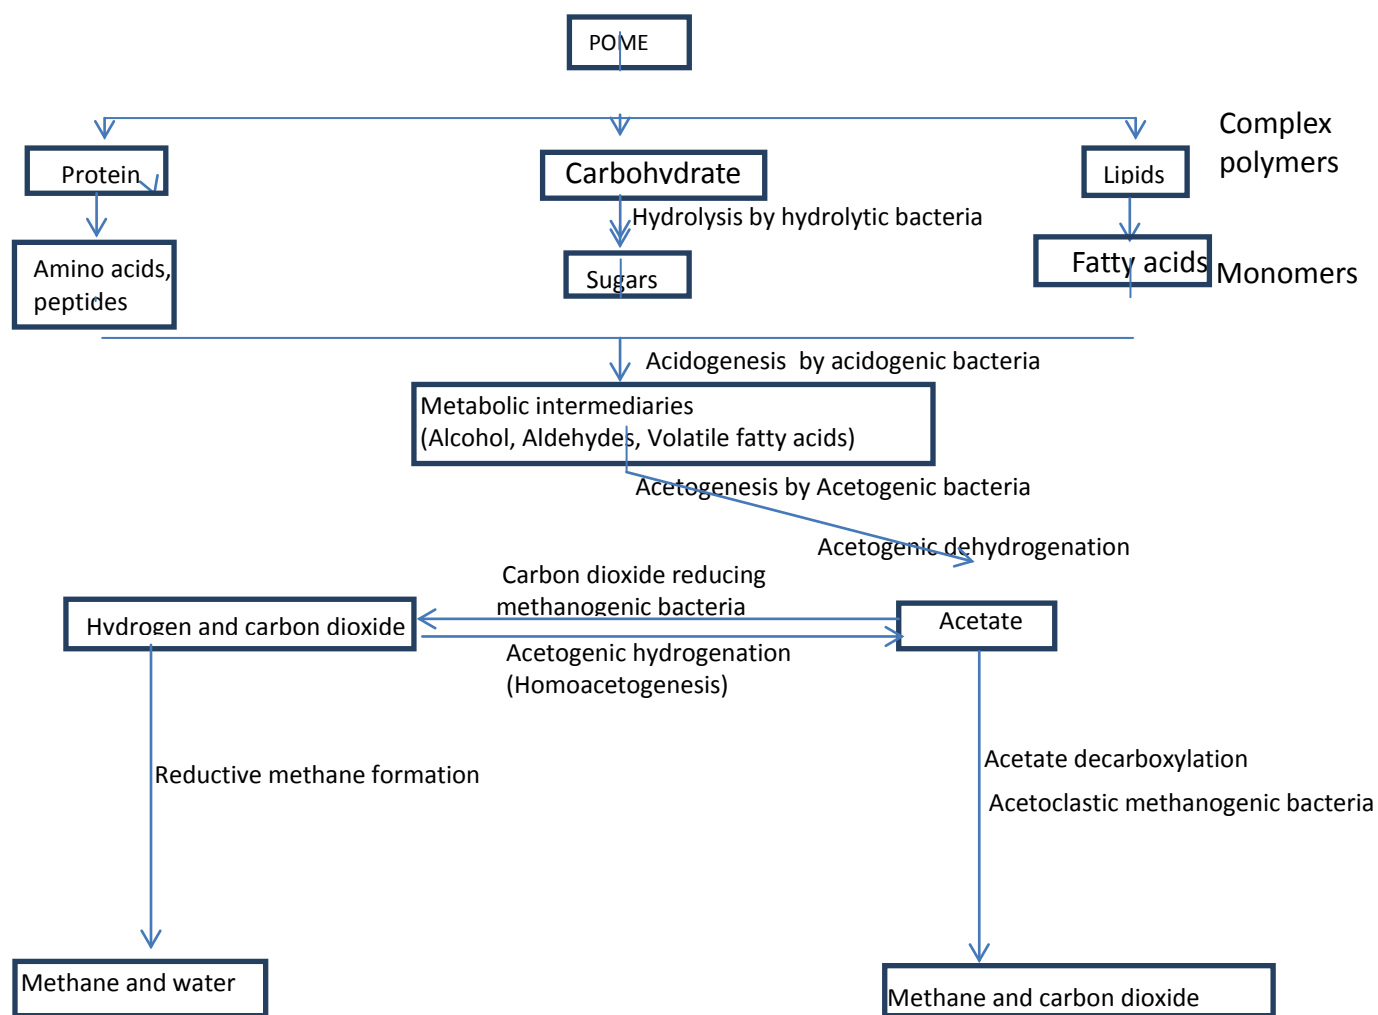 POME
Complex
polymers
Protein
Carbohydrate
Lipids
Hydrolysis by hydrolytic bacteria
Amino acids,
peptides
Sugars
Fatty acids
Monomers
Acidogenesis by acidogenic bacteria
Metabolic intermediaries
(Alcohol, Aldehydes, Volatile fatty acids)
Acetogenesis by Acetogenic bacteria
Acetogenic dehydrogenation
Carbon dioxide reducing
methanogenic bacteria
Hydrogen and carbon dioxide
Acetate
Acetogenic hydrogenation
(Homoacetogenesis)
Reductive methane formation
Acetate decarboxylation
Acetoclastic methanogenic bacteria
Methane and water
Methane and carbon dioxide